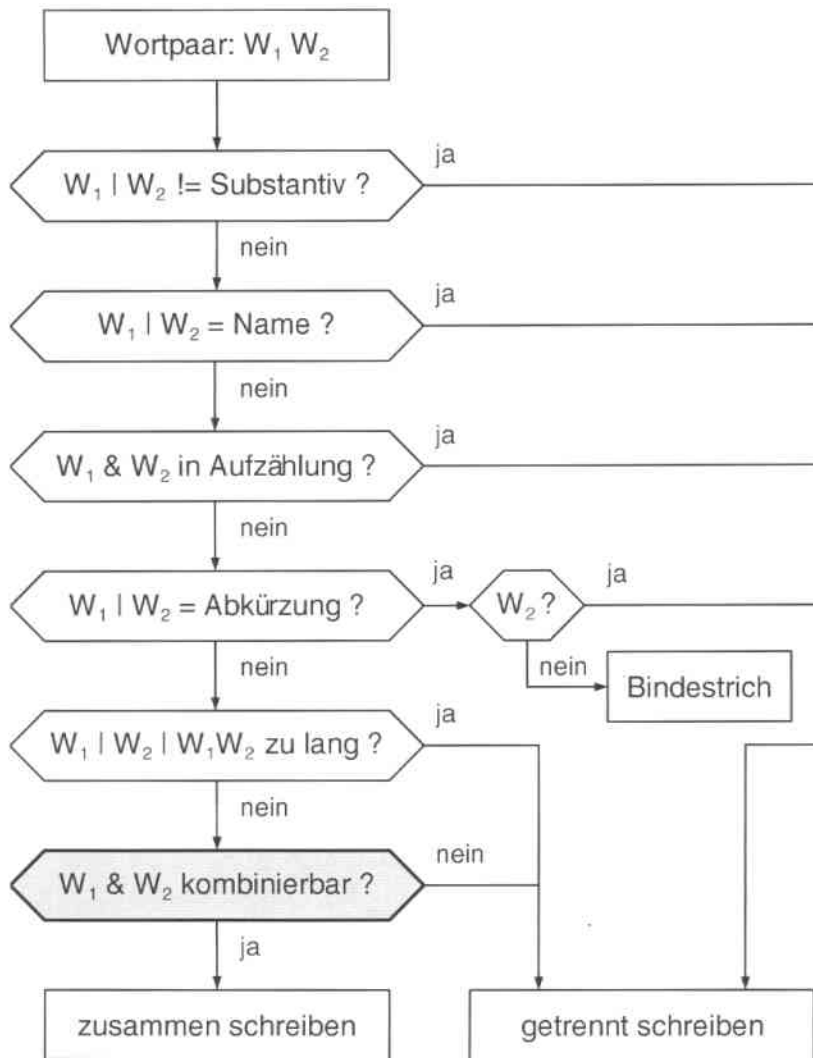 Wortpaar: W₁ W₂
ja
W₁ | W₂ != Substantiv ?
nein
ja
W₁ | W₂ = Name ?
nein
ja
W₁ & W₂ in Aufzählung ?
nein
ja
ja
W₁ | W₂ = Abkürzung ?
W₂ ?
nein
nein
Bindestrich
ja
W₁ | W₂ | W₁W₂ zu lang ?
nein
nein
W₁ & W₂ kombinierbar ?
ja
zusammen schreiben
getrennt schreiben